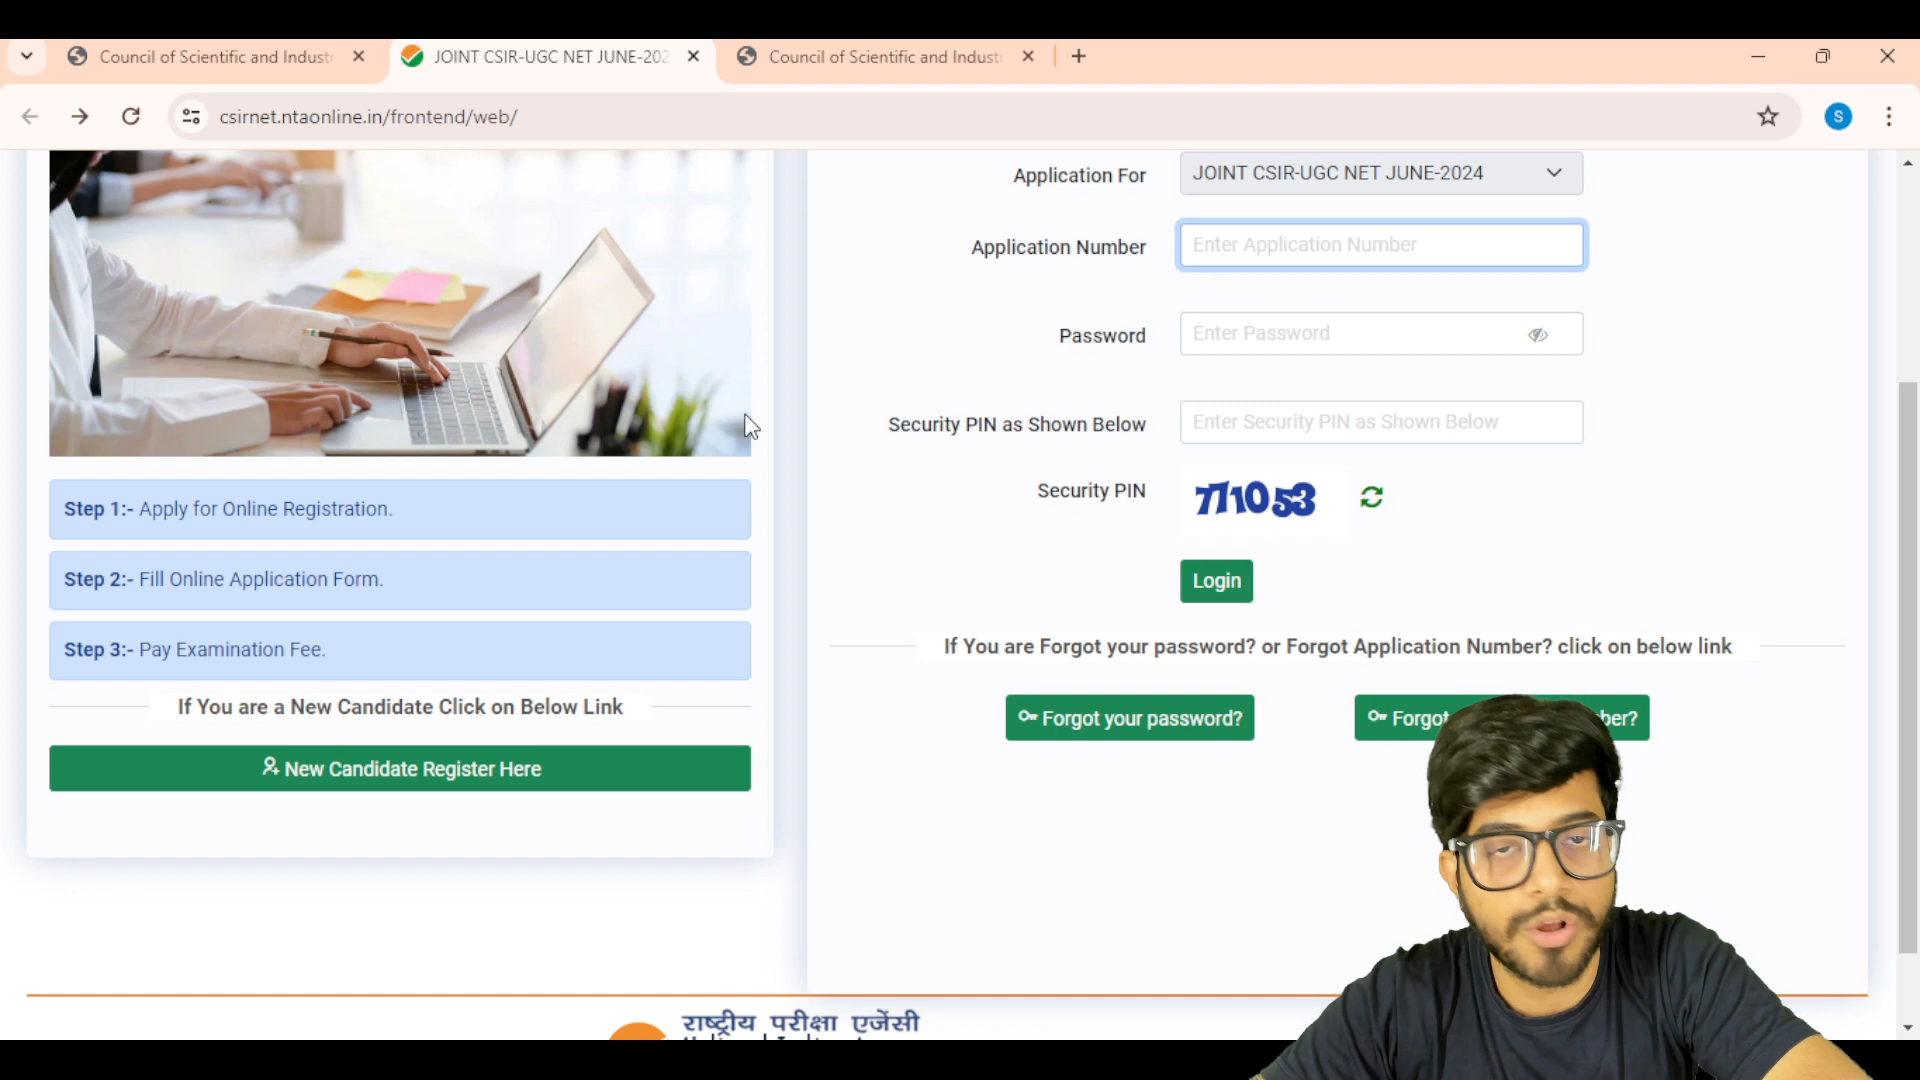 Council of Scientific and Industr
JOINT CSIR-UGC NET JUNE-202
Council of Scientific and Industr
csirnet.ntaonline.in/frontend/web/
S
Application For
JOINT CSIR-UGC NET JUNE-2024
Application Number
Enter Application Number
Password
Enter Password
Security PIN as Shown Below
Enter Security PIN as Shown Below
Security PIN
771053
Login
If You are Forgot your password? or Forgot Application Number? click on below link
Forgot your password?
Forgot
ber?
Step 1:- Apply for Online Registration.
Step 2:- Fill Online Application Form.
Step 3:- Pay Examination Fee.
If You are a New Candidate Click on Below Link
New Candidate Register Here
राष्ट्रीय परीक्षा एजेंसी